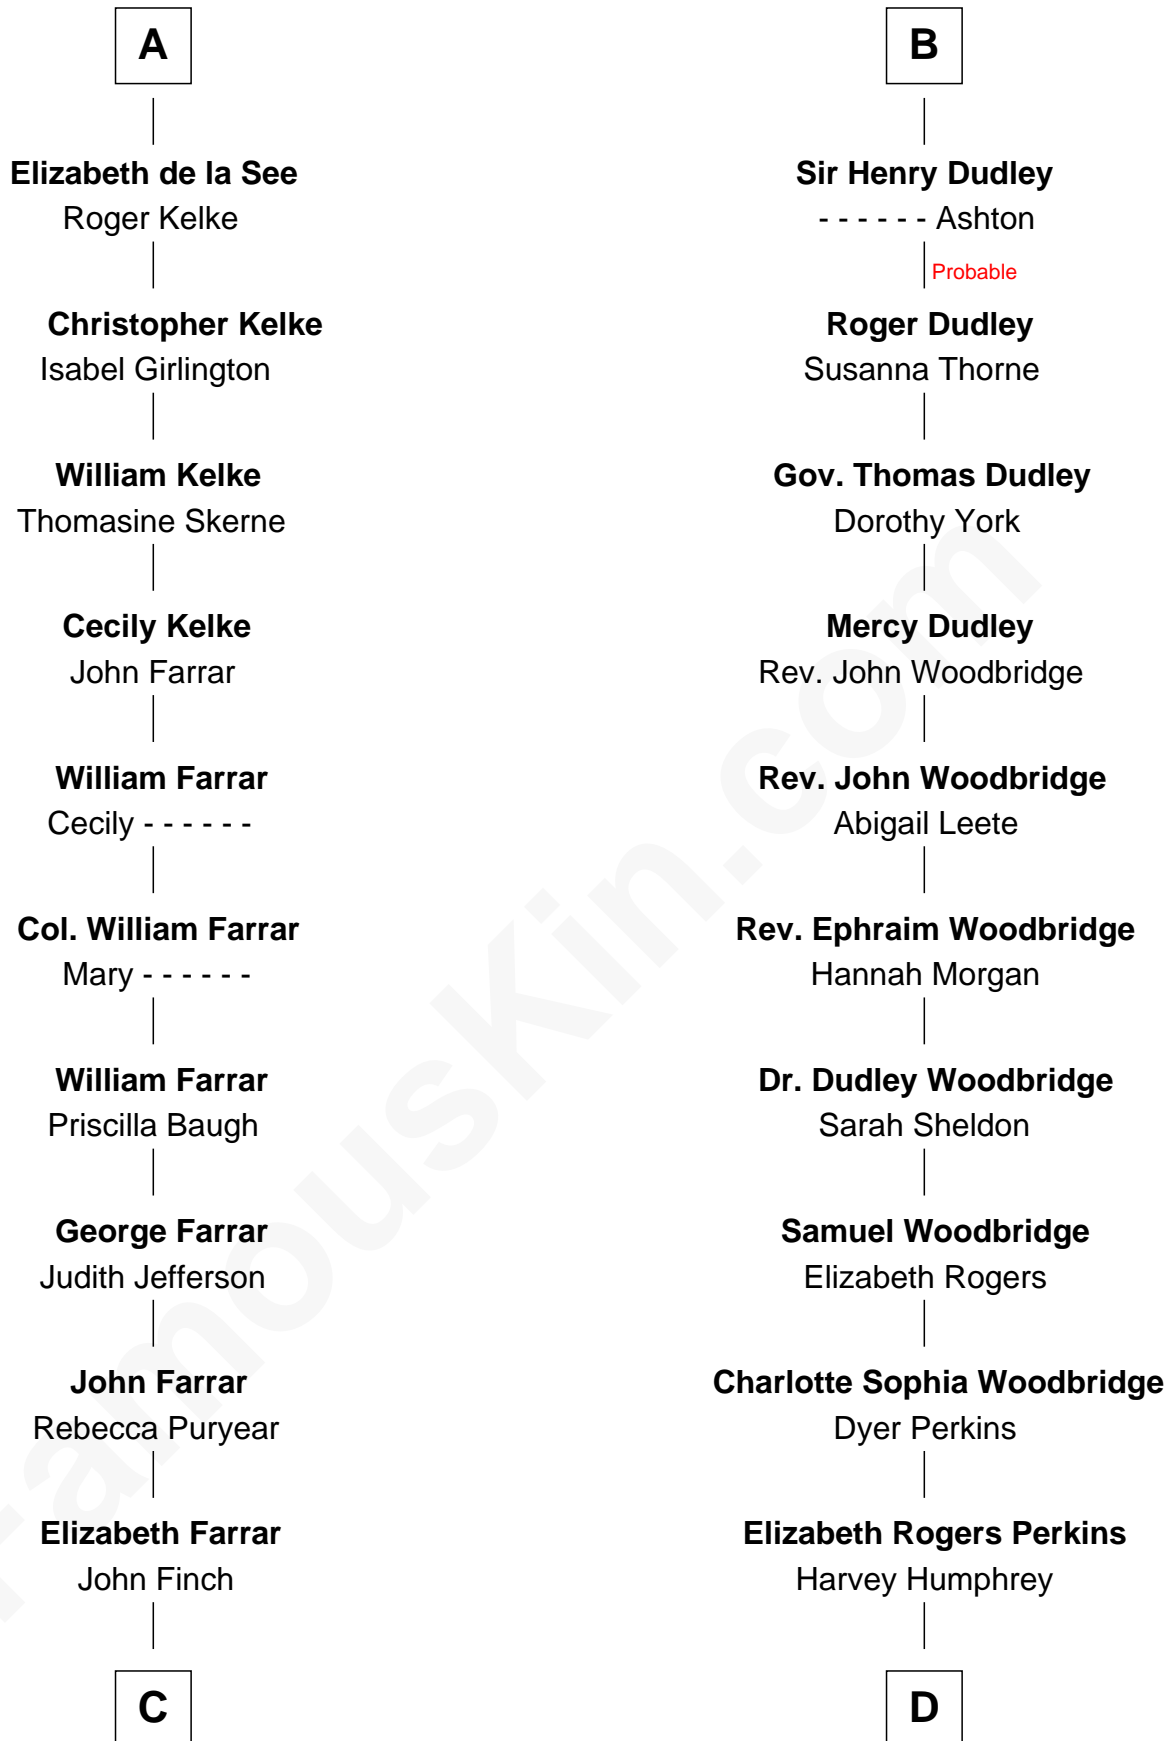 A
Elizabeth de la See
Roger Kelke
Christopher Kelke
Isabel Girlington
William Kelke
Thomasine Skerne
Cecily Kelke
John Farrar
William Farrar
Cecily - - - - - -
Col. William Farrar
Mary - - - - - -
William Farrar
Priscilla Baugh
George Farrar
Judith Jefferson
John Farrar
Rebecca Puryear
Elizabeth Farrar
John Finch
C
B
Sir Henry Dudley
- - - - - - Ashton
Probable
Roger Dudley
Susanna Thorne
Gov. Thomas Dudley
Dorothy York
Mercy Dudley
Rev. John Woodbridge
Rev. John Woodbridge
Abigail Leete
Rev. Ephraim Woodbridge
Hannah Morgan
Dr. Dudley Woodbridge
Sarah Sheldon
Samuel Woodbridge
Elizabeth Rogers
Charlotte Sophia Woodbridge
Dyer Perkins
Elizabeth Rogers Perkins
Harvey Humphrey
D
FamousKin.com